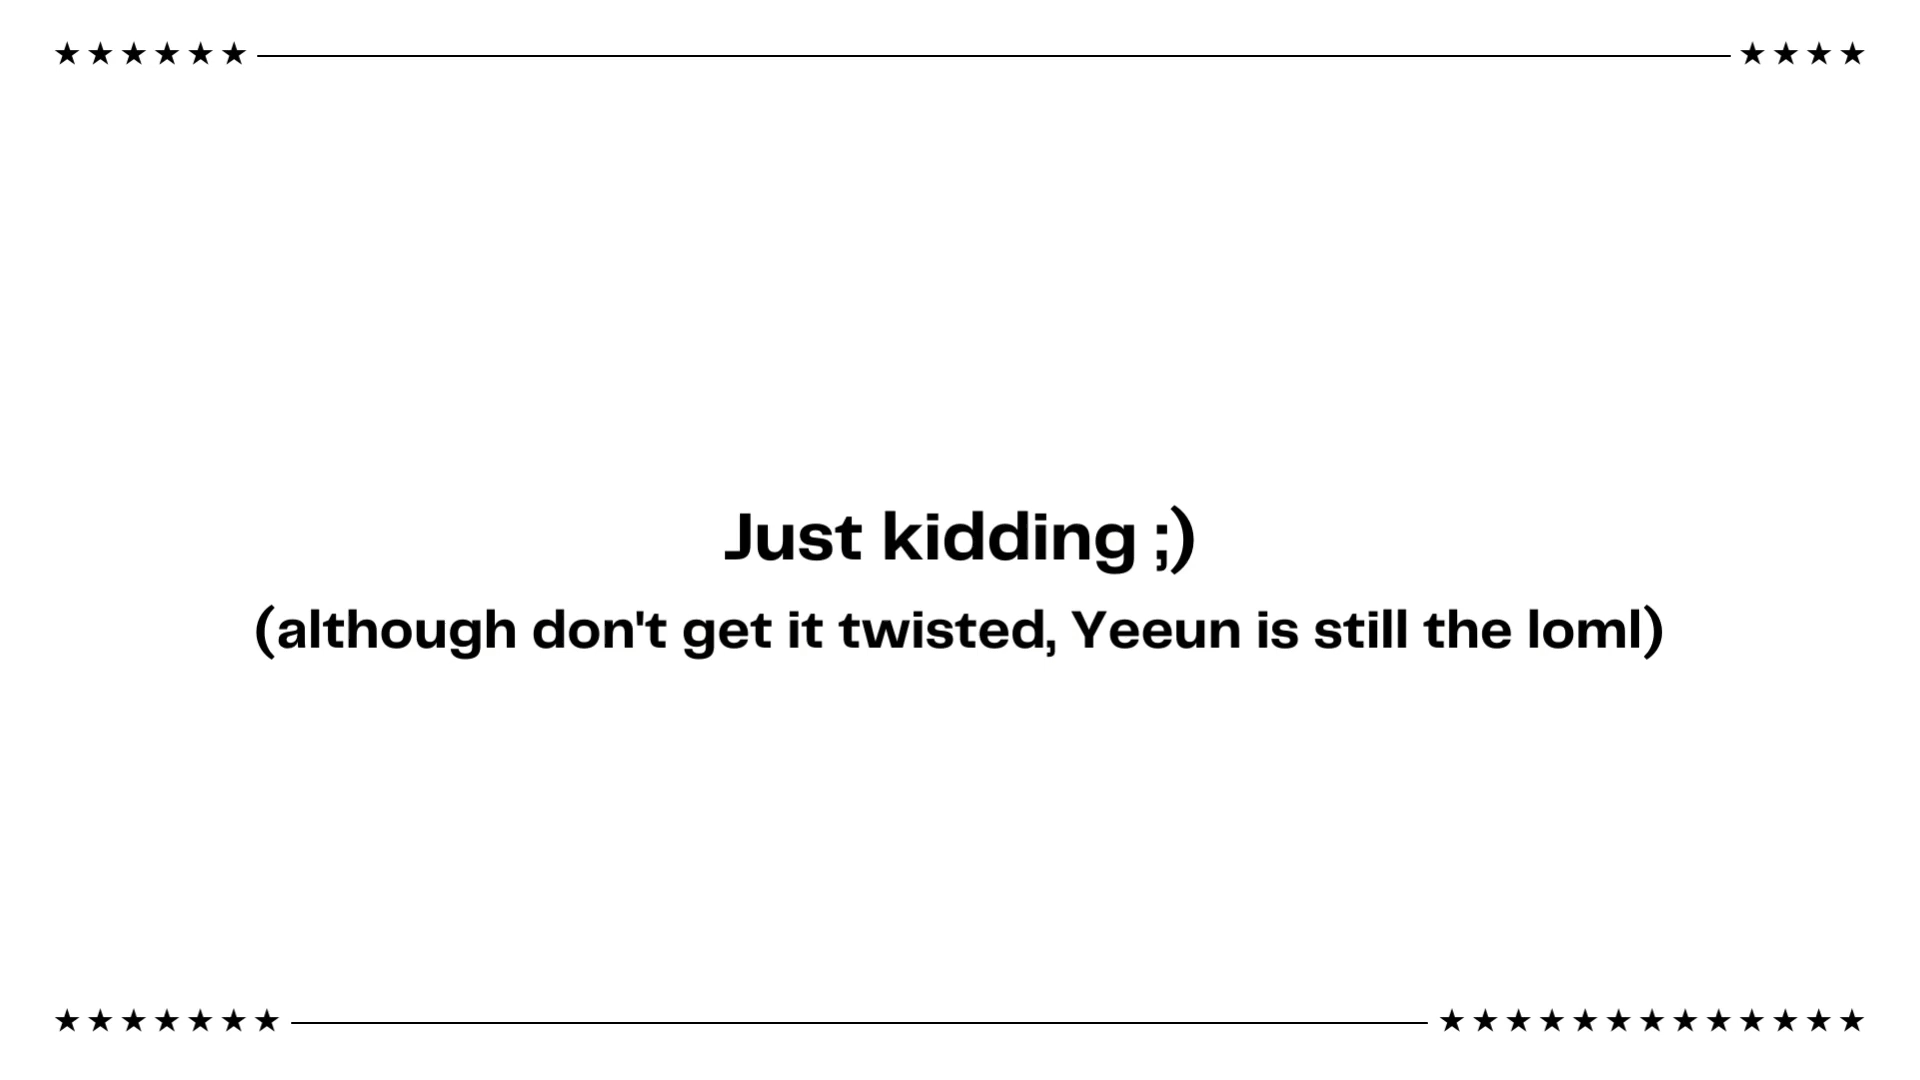 Just kidding ;)
(although don't get it twisted, Yeeun is still the loml)